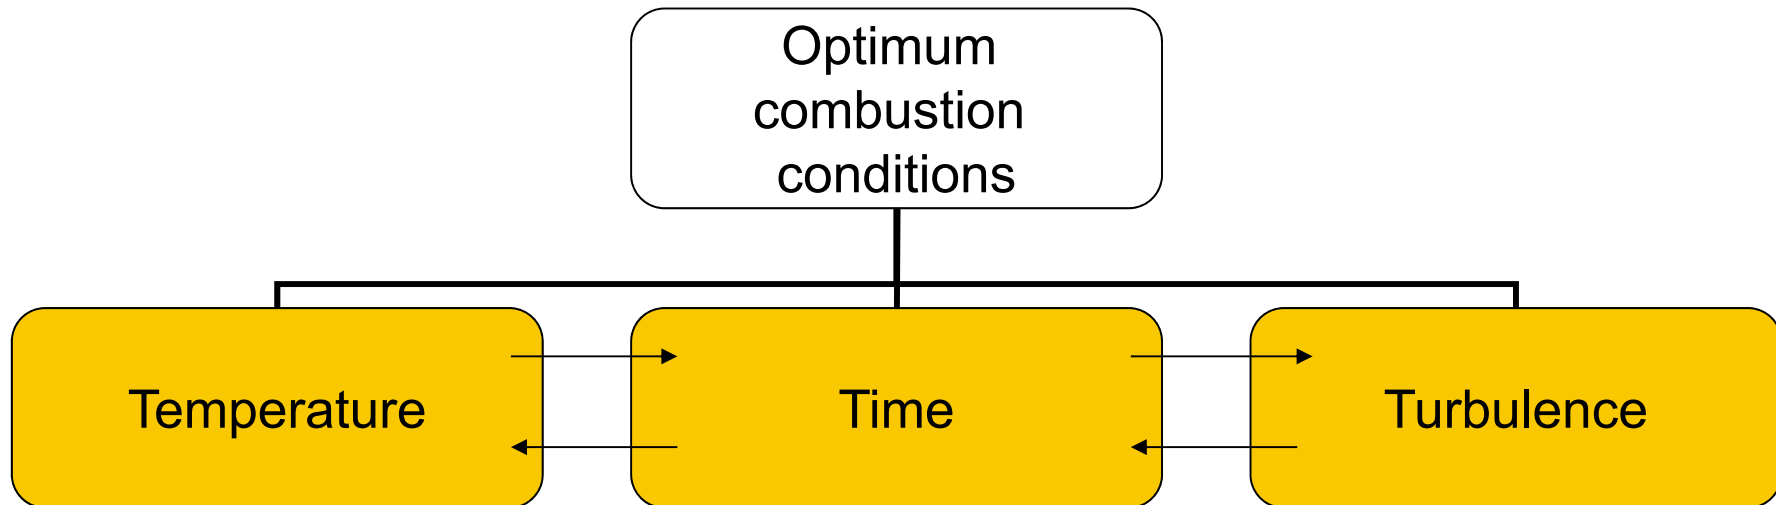 Optimum
combustion
conditions
Temperature
Time
Turbulence